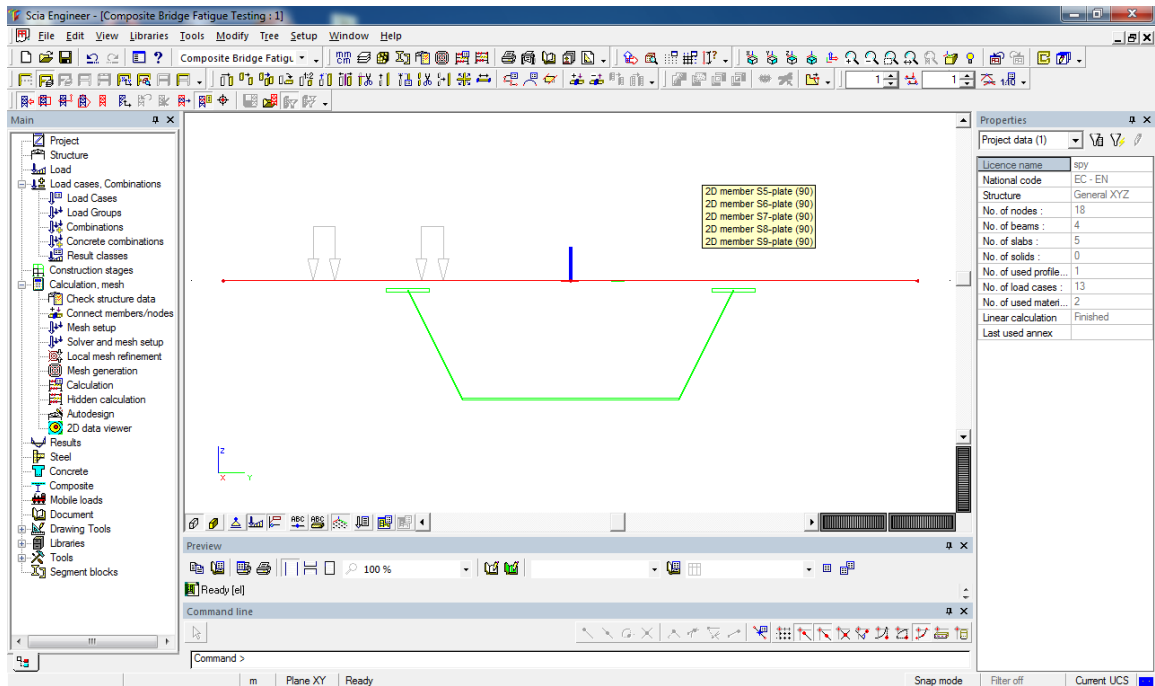 Scia Engineer - [Composite Bridge Fatigue Testing : 1]
File Edit View Libraries Tools Modify Tree Setup Window Help
Composite Bridge Fatigu
1 1
Main
Project
Structure
Load
Load cases, Combinations
Load Cases
Load Groups
Combinations
Concrete combinations
Result classes
Construction stages
Calculation, mesh
Check structure data
Connect members/nodes
Mesh setup
Solver and mesh setup
Local mesh refinement
Mesh generation
Calculation
Hidden calculation
Autodesign
2D data viewer
Results
Steel
Concrete
Composite
Mobile loads
Document
Drawing Tools
Libraries
Tools
Segment blocks
2D member S5-plate (90)
2D member S6-plate (90)
2D member S7-plate (90)
2D member S8-plate (90)
2D member S9-plate (90)
z
x Y
ABC ABC
Preview
100 %
Ready [el]
Command line
Command >
Properties
Project data (1)
Licence name spy
National code EC - EN
Structure General XYZ
No. of nodes : 18
No. of beams : 4
No. of slabs : 5
No. of solids : 0
No. of used profile... 1
No. of load cases : 13
No. of used materi... 2
Linear calculation Finished
Last used annex
m Plane XY Ready Snap mode Filter off Current UCS